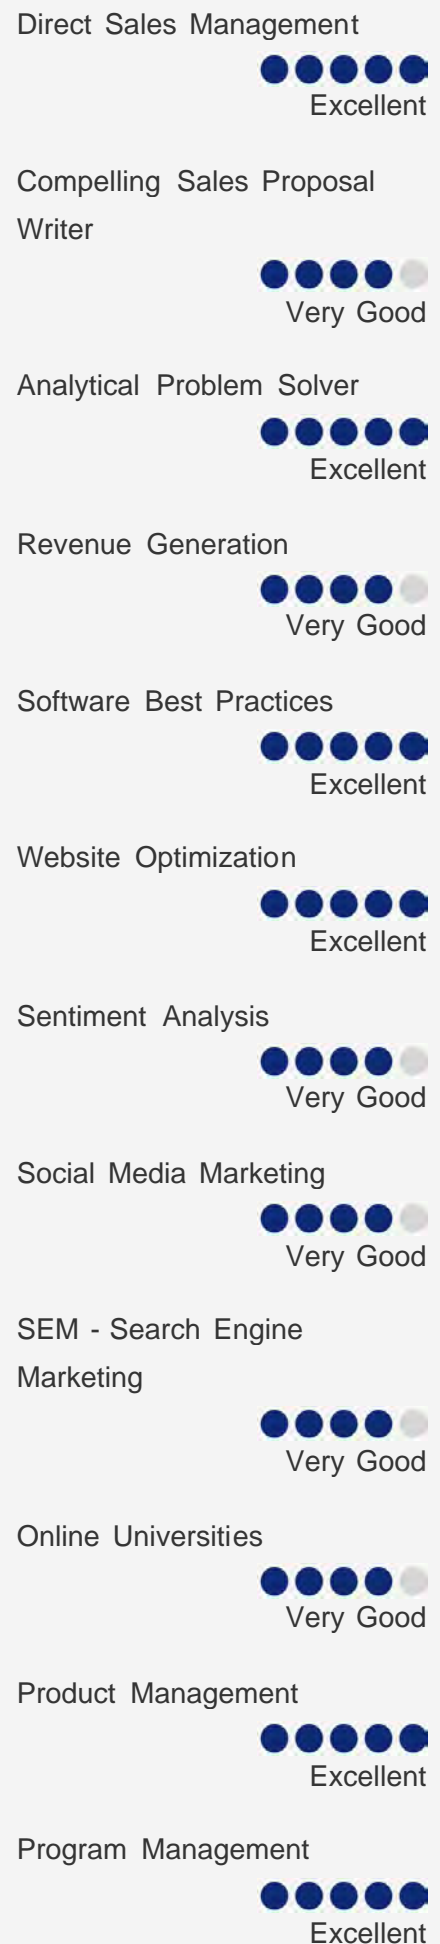 Direct Sales Management
Excellent
Compelling Sales Proposal
Writer
Very Good
Analytical Problem Solver
Excellent
Revenue Generation
Very Good
Software Best Practices
Excellent
Website Optimization
Excellent
Sentiment Analysis
Very Good
Social Media Marketing
Very Good
SEM - Search Engine
Marketing
Very Good
Online Universities
Very Good
Product Management
Excellent
Program Management
Excellent